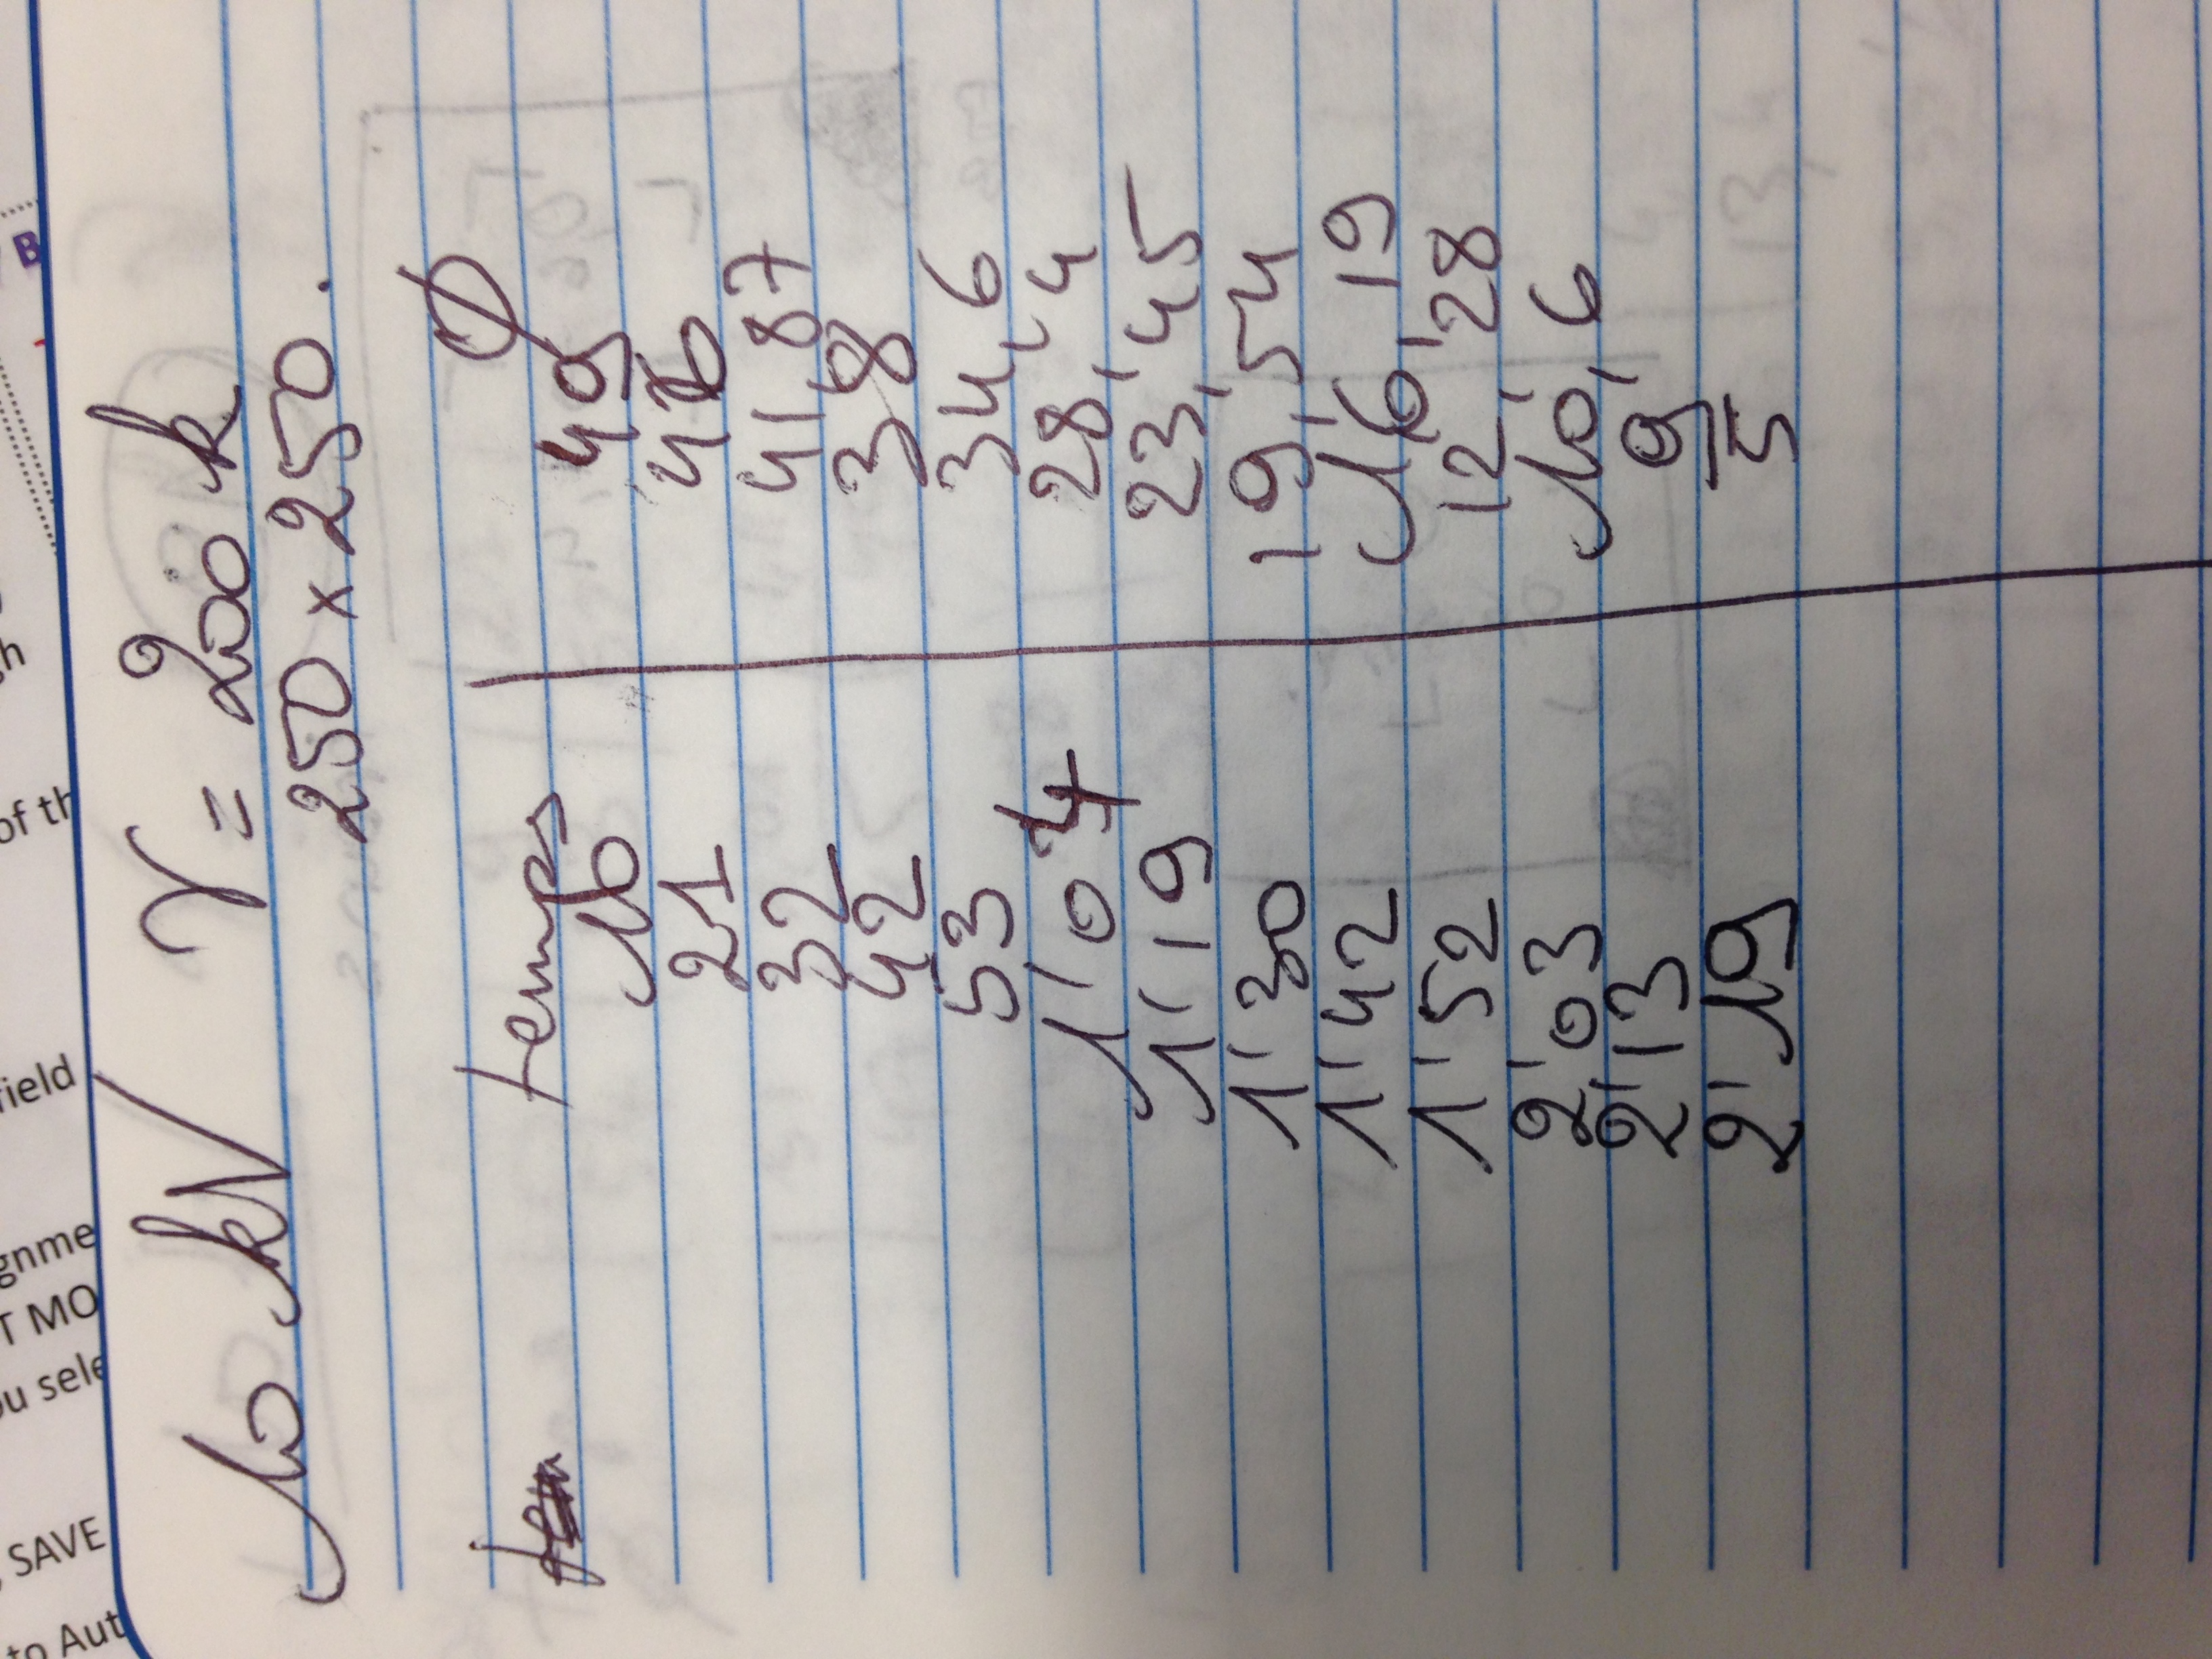 to Aut
SAVE
ou sele
T MO
gnme
ield
of th
gh
B
10 kV γ = 200 k
250 x 250.
temps Ø
10 49
21 46
32 41,87
42 38
53 34,6
1'04 28,4
1'19 23,45
1'30 19,54
1'42 16,19
1'52 12,28
2'03 10,6
2'13 9
2'19 5